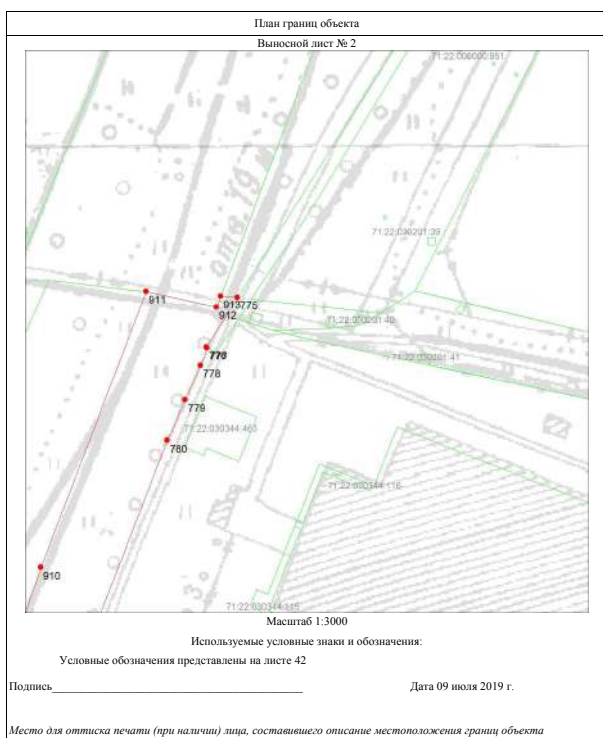 План границ объекта
Выносной лист № 2
71:22:000000:951
отв.19 м
71:22:030201:39
911
913
775
912
71:22:030201:40
71:22:030201:41
778
779
71:22:030344:463
780
71:22:030344:116
910
71:22:030344:115
Масштаб 1:3000
Используемые условные знаки и обозначения:
Условные обозначения представлены на листе 42
Подпись Дата 09 июля 2019 г.
Место для оттиска печати (при наличии) лица, составившего описание местоположения границ объекта